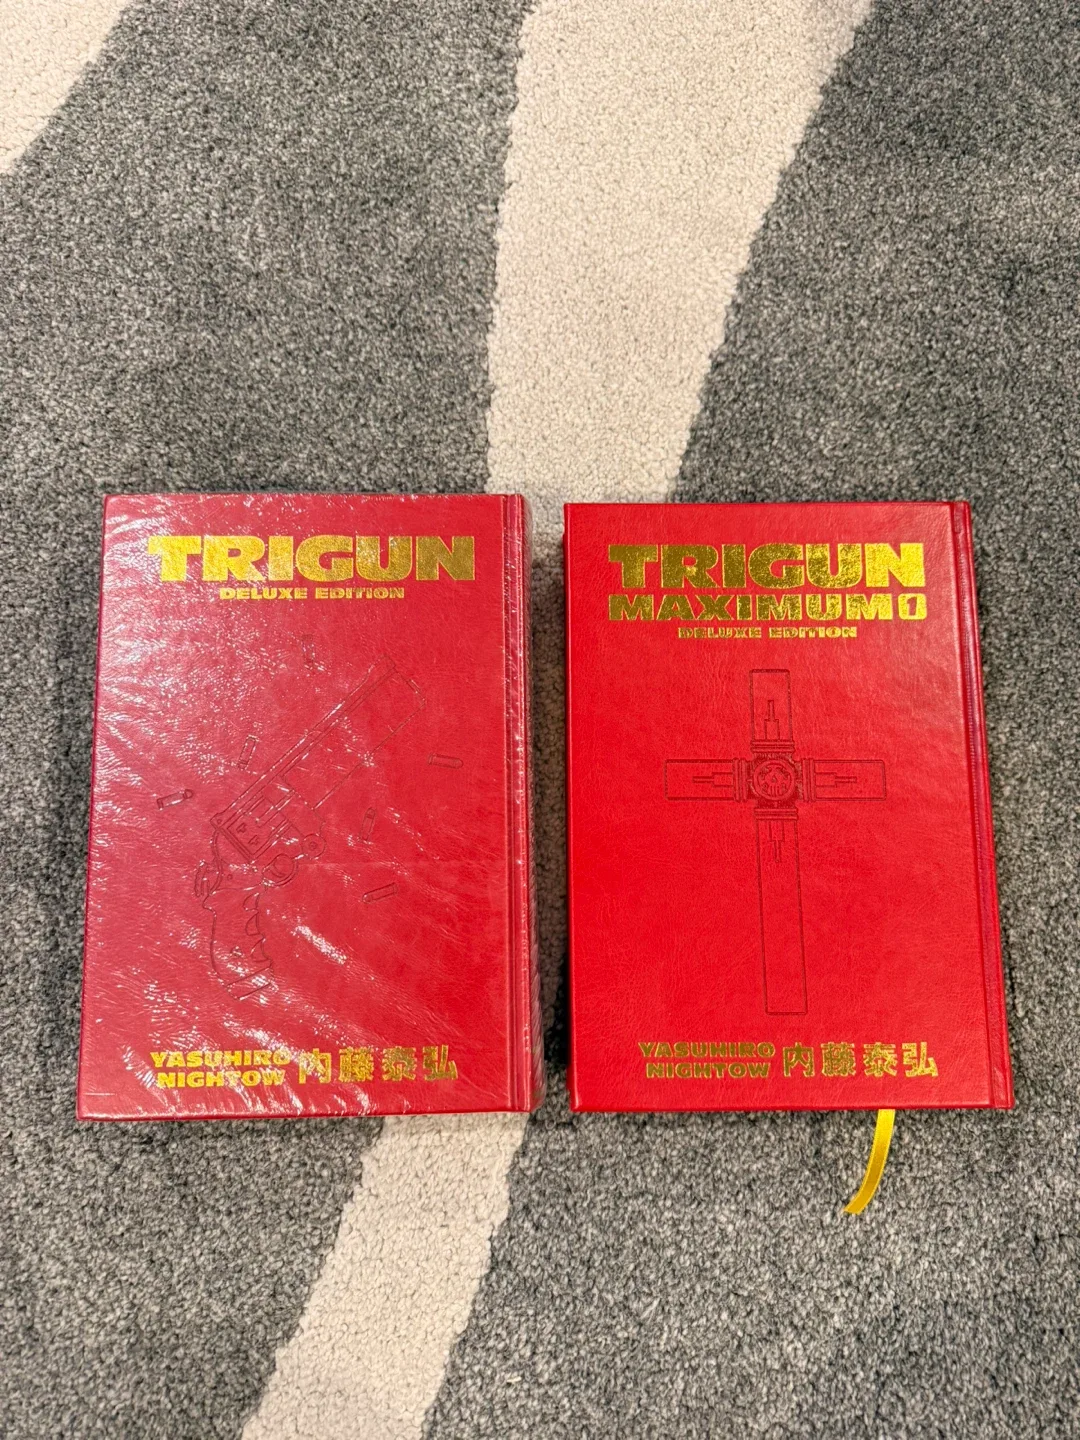 TRIGUN
DELUXE EDITION
YASUHIRO
NIGHTOW
内藤泰弘
TRIGUN
MAXIMUM 1
DELUXE EDITION
YASUHIRO
NIGHTOW
内藤泰弘